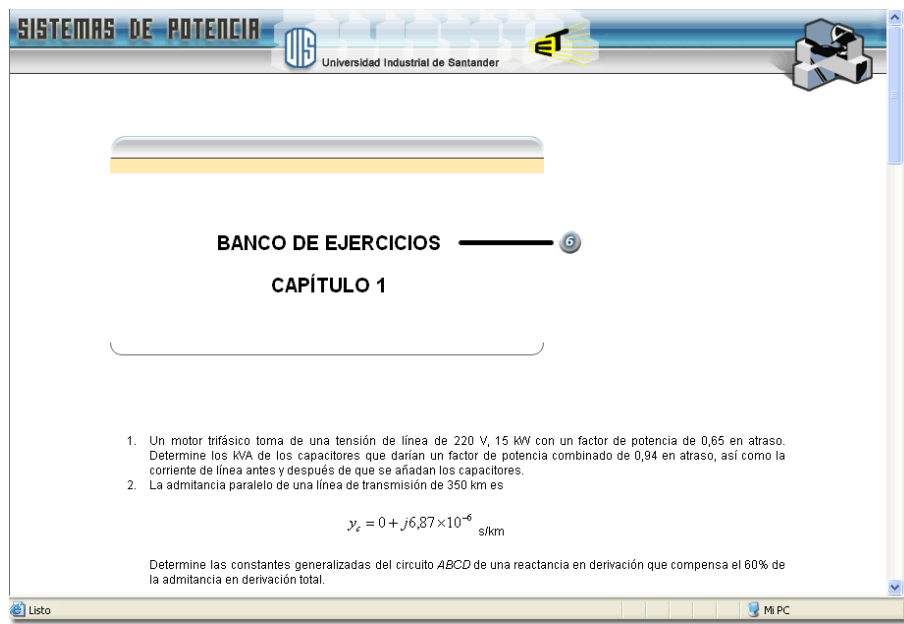 SISTEMAS DE POTENCIA
UIS
Universidad Industrial de Santander
ET
BANCO DE EJERCICIOS 6
CAPÍTULO 1
1. Un motor trifásico toma de una tensión de línea de 220 V, 15 kW con un factor de potencia de 0,65 en atraso.
Determine los kVA de los capacitores que darían un factor de potencia combinado de 0,94 en atraso, así como la
corriente de línea antes y después de que se añadan los capacitores.
2. La admitancia paralelo de una línea de transmisión de 350 km es
y_c = 0 + j6,87×10⁻⁶ s/km
Determine las constantes generalizadas del circuito ABCD de una reactancia en derivación que compensa el 60% de
la admitancia en derivación total.
Listo
Mi PC